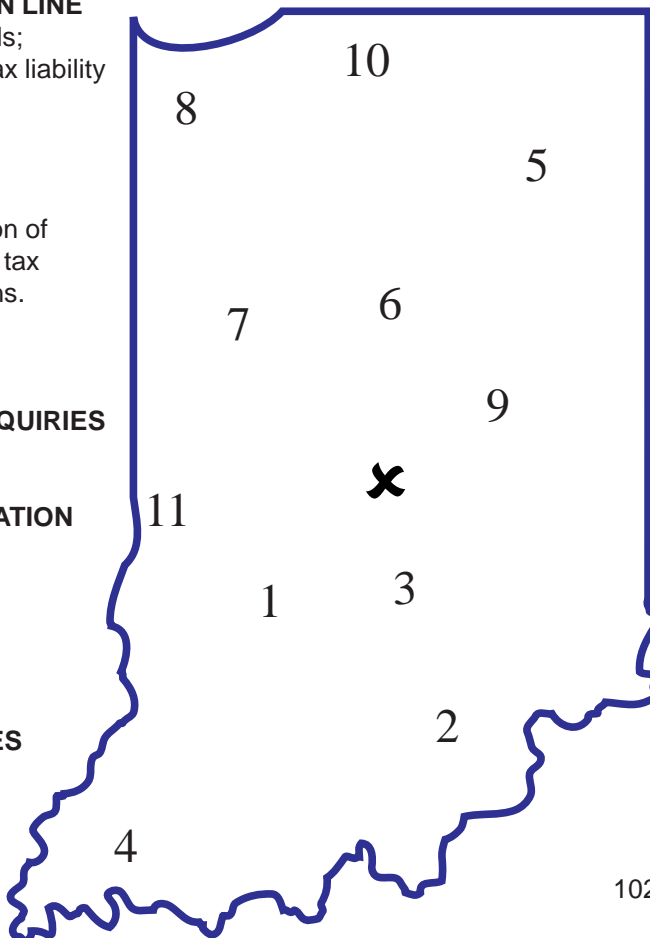 N LINE
ls;
ax liability
on of
tax
ns.
QUIRIES
ATION
ES
10
8
5
6
7
9
11
3
1
2
4
102